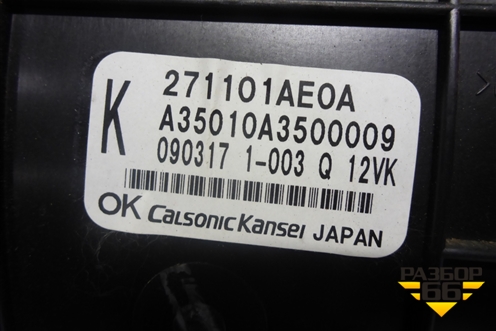 K
271101AE0A
A35010A3500009
090317 1-003 Q 12VK
OK CalsonicKansei JAPAN
РАЗБОР
66